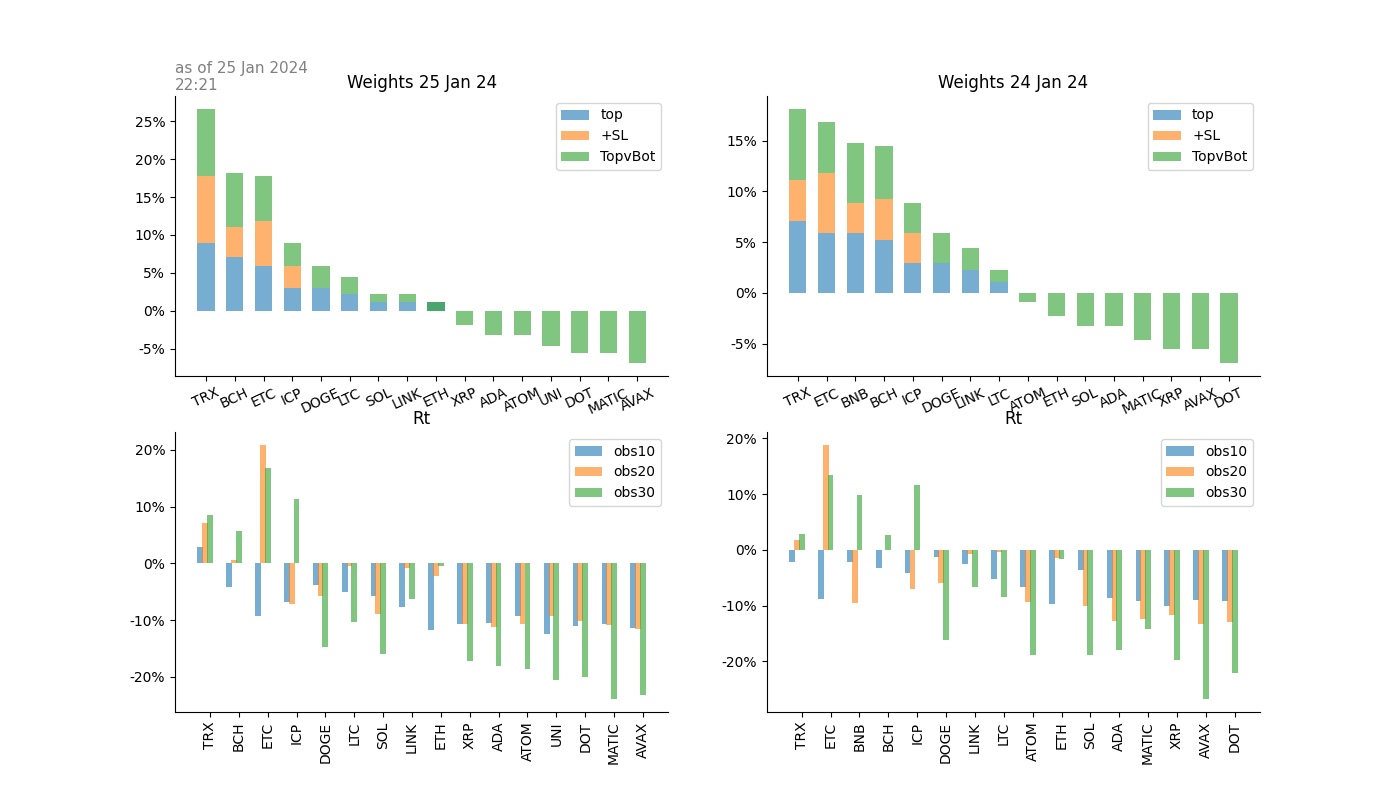 as of 25 Jan 2024
22:21
Weights 25 Jan 24
25%
20%
15%
10%
5%
0%
-5%
top
+SL
TopvBot
TRX BCH ETC ICP DOGE LTC SOL LINK ETH XRP ADA ATOM UNI DOT MATIC AVAX
Weights 24 Jan 24
15%
10%
5%
0%
-5%
top
+SL
TopvBot
TRX ETC BNB BCH ICP DOGE LINK LTC ATOM ETH SOL ADA MATIC XRP AVAX DOT
Rt
20%
10%
0%
-10%
-20%
obs10
obs20
obs30
TRX BCH ETC ICP DOGE LTC SOL LINK ETH XRP ADA ATOM UNI DOT MATIC AVAX
Rt
20%
10%
0%
-10%
-20%
obs10
obs20
obs30
TRX ETC BNB BCH ICP DOGE LINK LTC ATOM ETH SOL ADA MATIC XRP AVAX DOT